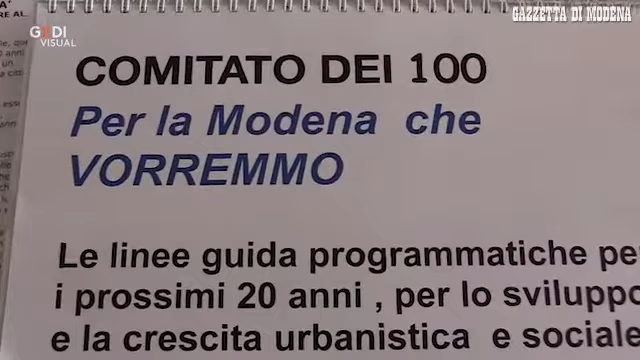 GAZZETTA DI MODENA
GEDI
VISUAL
COMITATO DEI 100
Per la Modena che
VORREMMO
Le linee guida programmatiche pe
i prossimi 20 anni , per lo sviluppo
e la crescita urbanistica e sociale